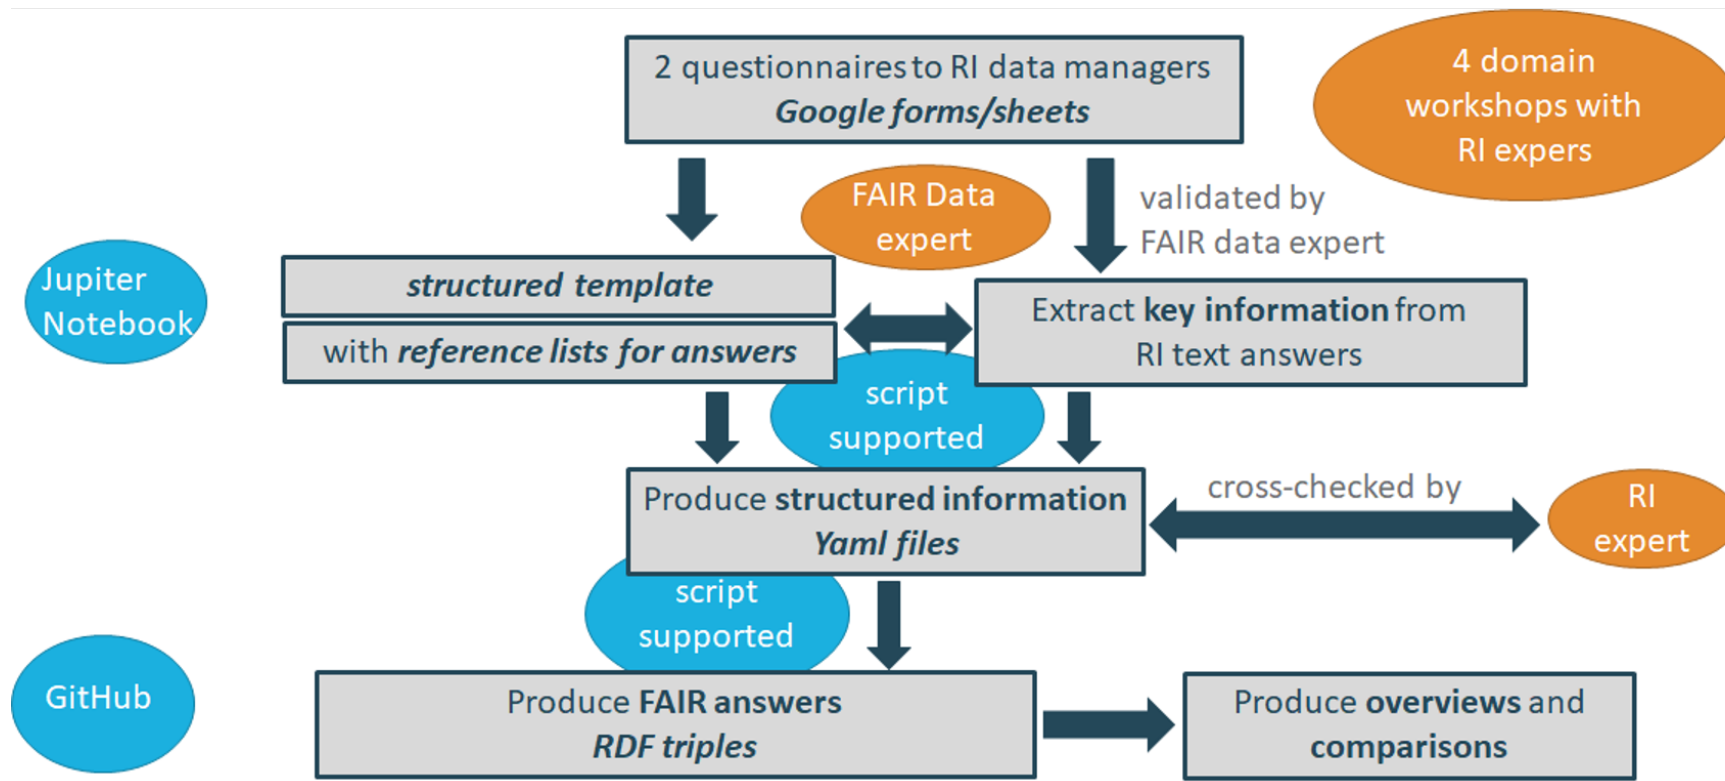 2 questionnaires to RI data managers
Google forms/sheets
4 domain
workshops with
RI expers
FAIR Data
expert
validated by
FAIR data expert
Jupiter
Notebook
structured template
with reference lists for answers
Extract key information from
RI text answers
script
supported
Produce structured information
Yaml files
cross-checked by
RI
expert
script
supported
GitHub
Produce FAIR answers
RDF triples
Produce overviews and
comparisons